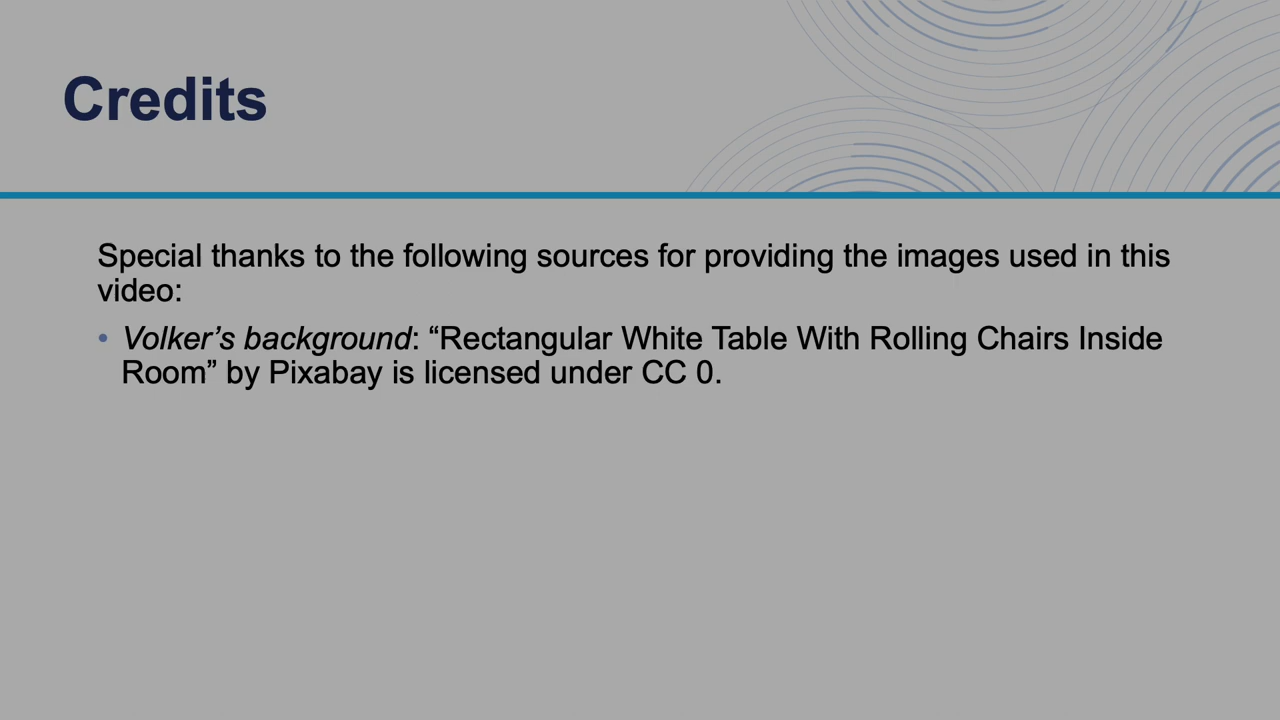 Credits
Special thanks to the following sources for providing the images used in this
video:
• Volker’s background: “Rectangular White Table With Rolling Chairs Inside
Room” by Pixabay is licensed under CC 0.